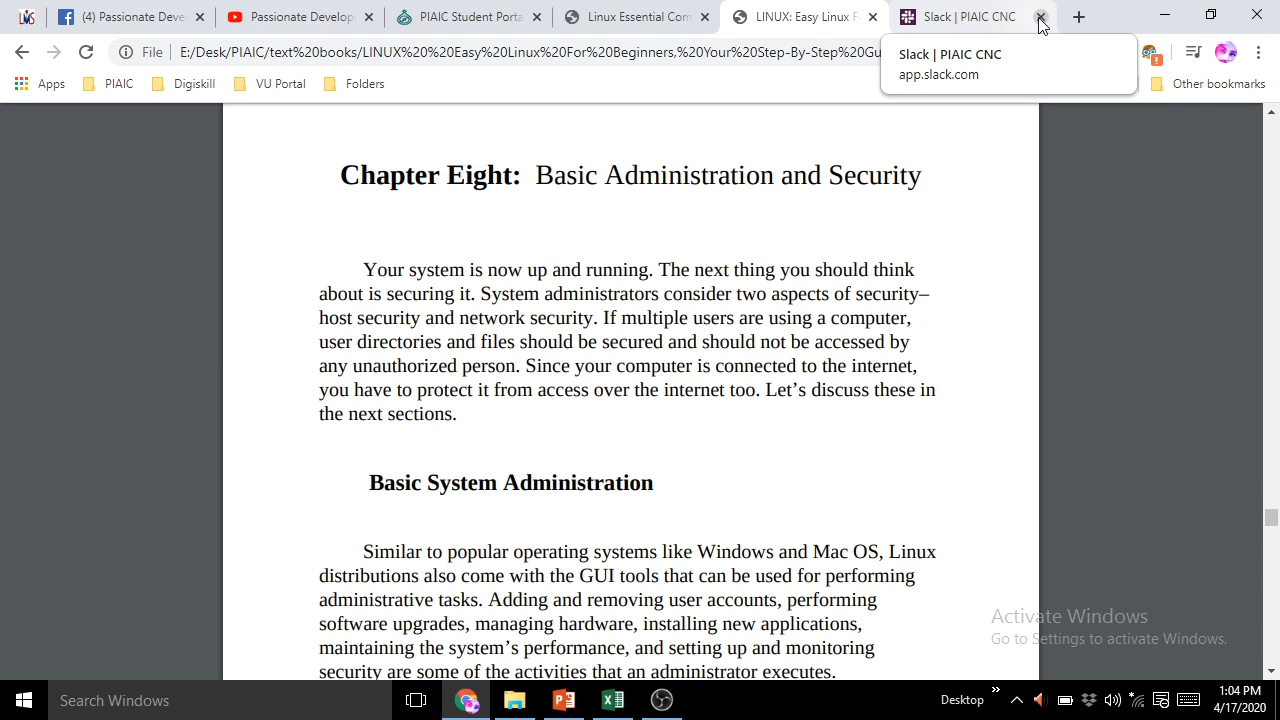 (4) Passionate Deve
Passionate Develop
PIAIC Student Porta
Linux Essential Com
LINUX: Easy Linux F
Slack | PIAIC CNC
File
E:/Desk/PIAIC/text%20books/LINUX%20%20Easy%20Linux%20For%20Beginners,%20Your%20Step-By-Step%20Gu
Slack | PIAIC CNC
app.slack.com
Apps
PIAIC
Digiskill
VU Portal
Folders
Other bookmarks
Chapter Eight: Basic Administration and Security
Your system is now up and running. The next thing you should think
about is securing it. System administrators consider two aspects of security–
host security and network security. If multiple users are using a computer,
user directories and files should be secured and should not be accessed by
any unauthorized person. Since your computer is connected to the internet,
you have to protect it from access over the internet too. Let’s discuss these in
the next sections.
Basic System Administration
Similar to popular operating systems like Windows and Mac OS, Linux
distributions also come with the GUI tools that can be used for performing
administrative tasks. Adding and removing user accounts, performing
software upgrades, managing hardware, installing new applications,
maintaining the system’s performance, and setting up and monitoring
security are some of the activities that an administrator executes.
Activate Windows
Go to Settings to activate Windows.
Search Windows
Desktop
1:04 PM
4/17/2020